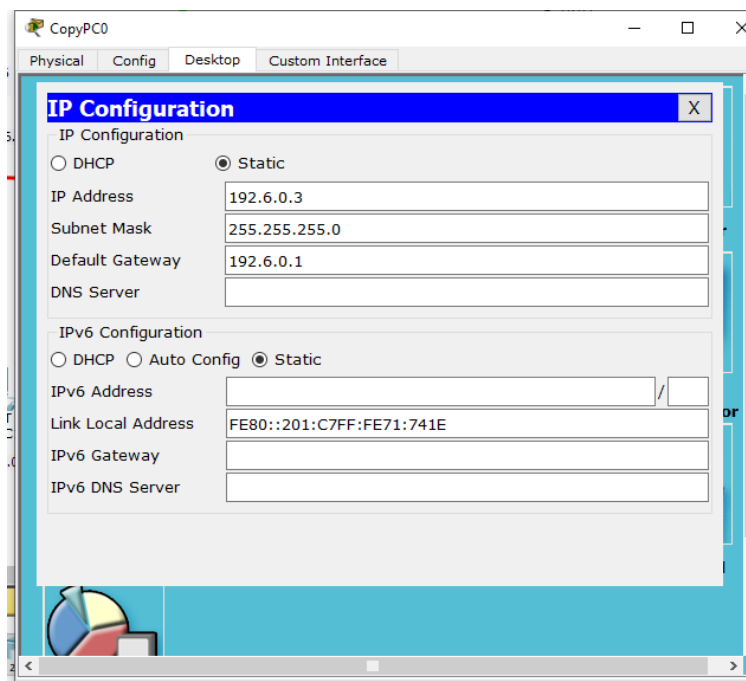 CopyPC0
Physical Config Desktop Custom Interface
IP Configuration X
IP Configuration
DHCP Static
IP Address 192.6.0.3
Subnet Mask 255.255.255.0
Default Gateway 192.6.0.1
DNS Server
IPv6 Configuration
DHCP Auto Config Static
IPv6 Address /
Link Local Address FE80::201:C7FF:FE71:741E
IPv6 Gateway
IPv6 DNS Server
or